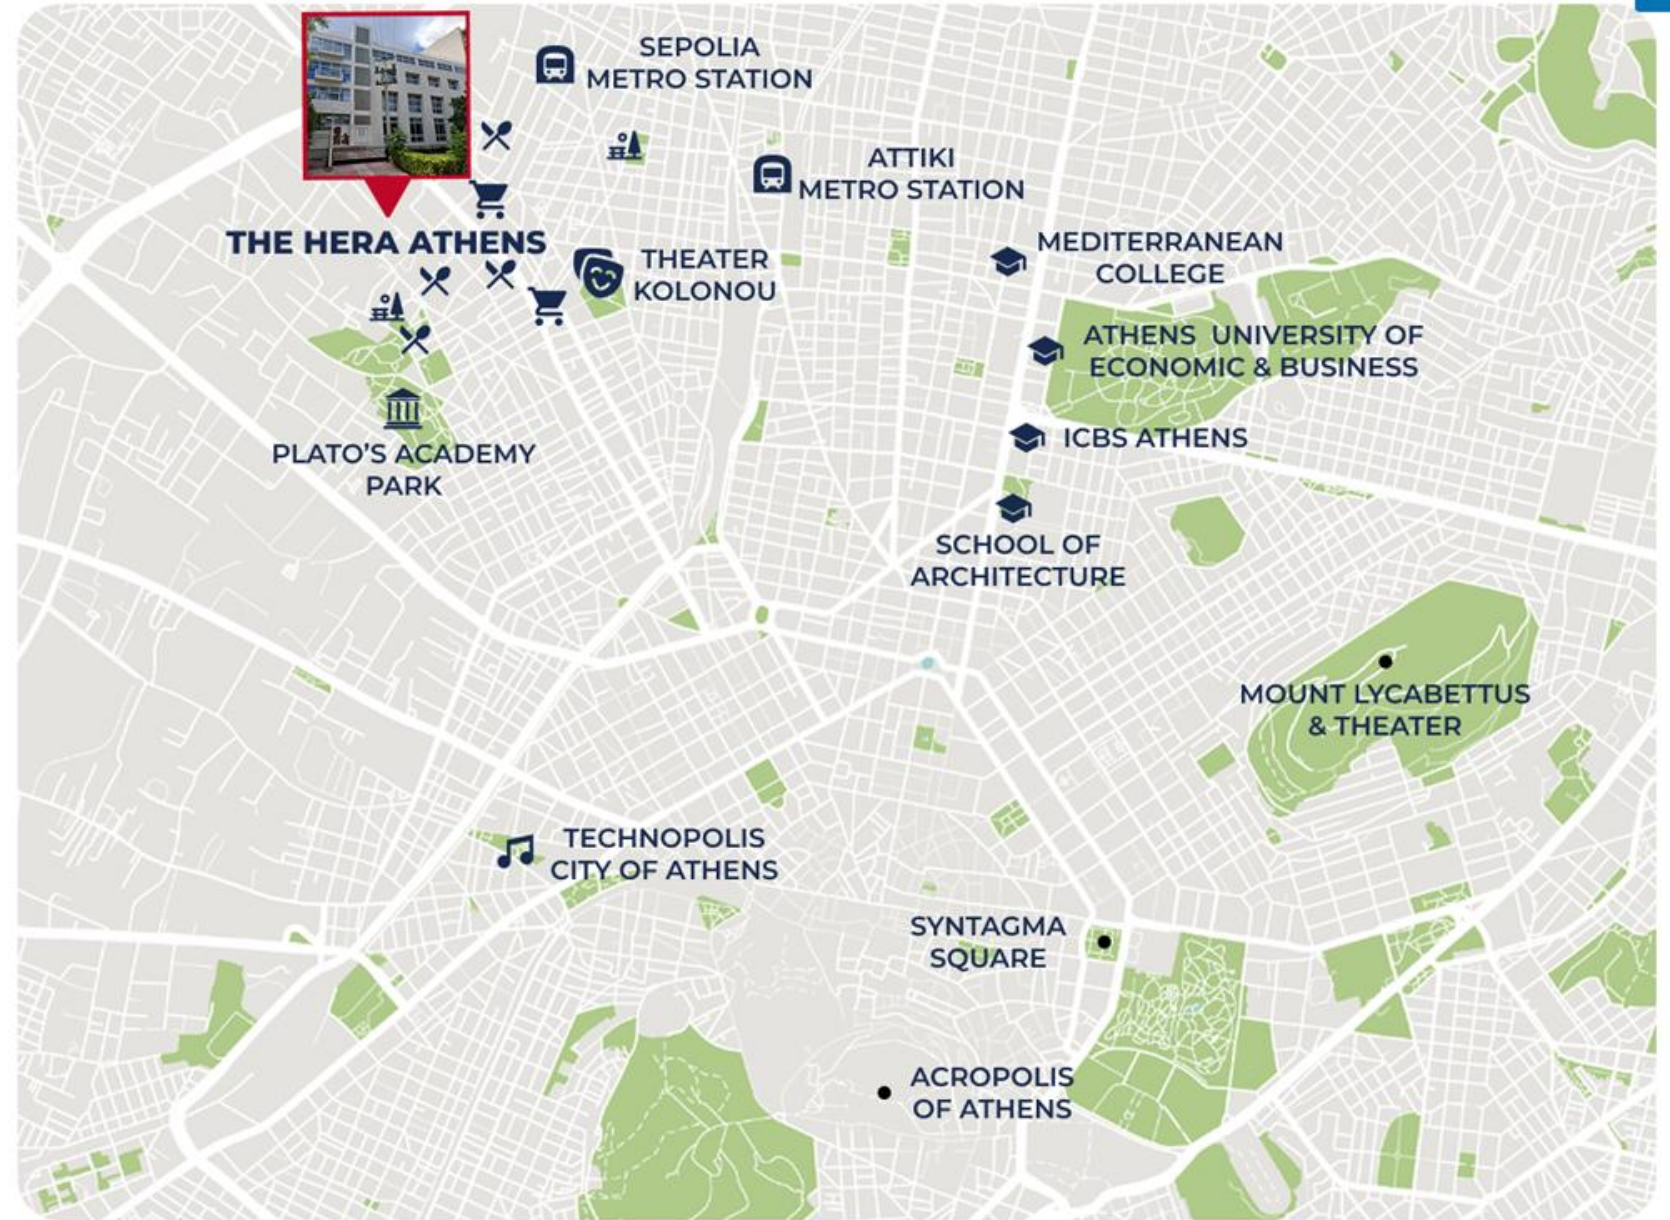 SEPOLIA
METRO STATION
ATTIKI
METRO STATION
THE HERA ATHENS
THEATER
KOLONOU
MEDITERRANEAN
COLLEGE
ATHENS UNIVERSITY OF
ECONOMIC & BUSINESS
ICBS ATHENS
PLATO'S ACADEMY
PARK
SCHOOL OF
ARCHITECTURE
MOUNT LYCABETTUS
& THEATER
TECHNOPOLIS
CITY OF ATHENS
SYNTAGMA
SQUARE
ACROPOLIS
OF ATHENS